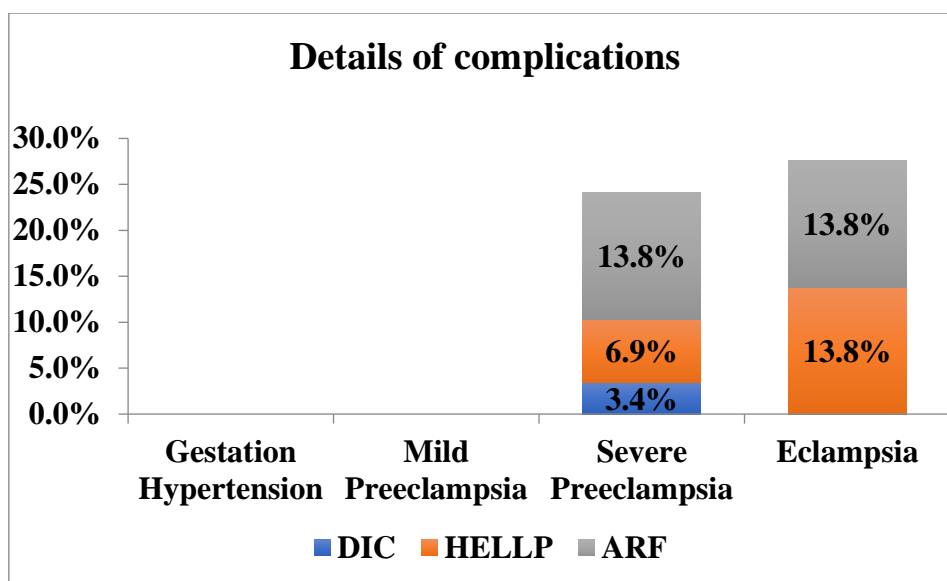 Details of complications
30.0%
25.0%
20.0%
15.0%
10.0%
5.0%
0.0%
13.8%
6.9%
3.4%
13.8%
13.8%
Gestation Hypertension
Mild Preeclampsia
Severe Preeclampsia
Eclampsia
DIC HELLP ARF